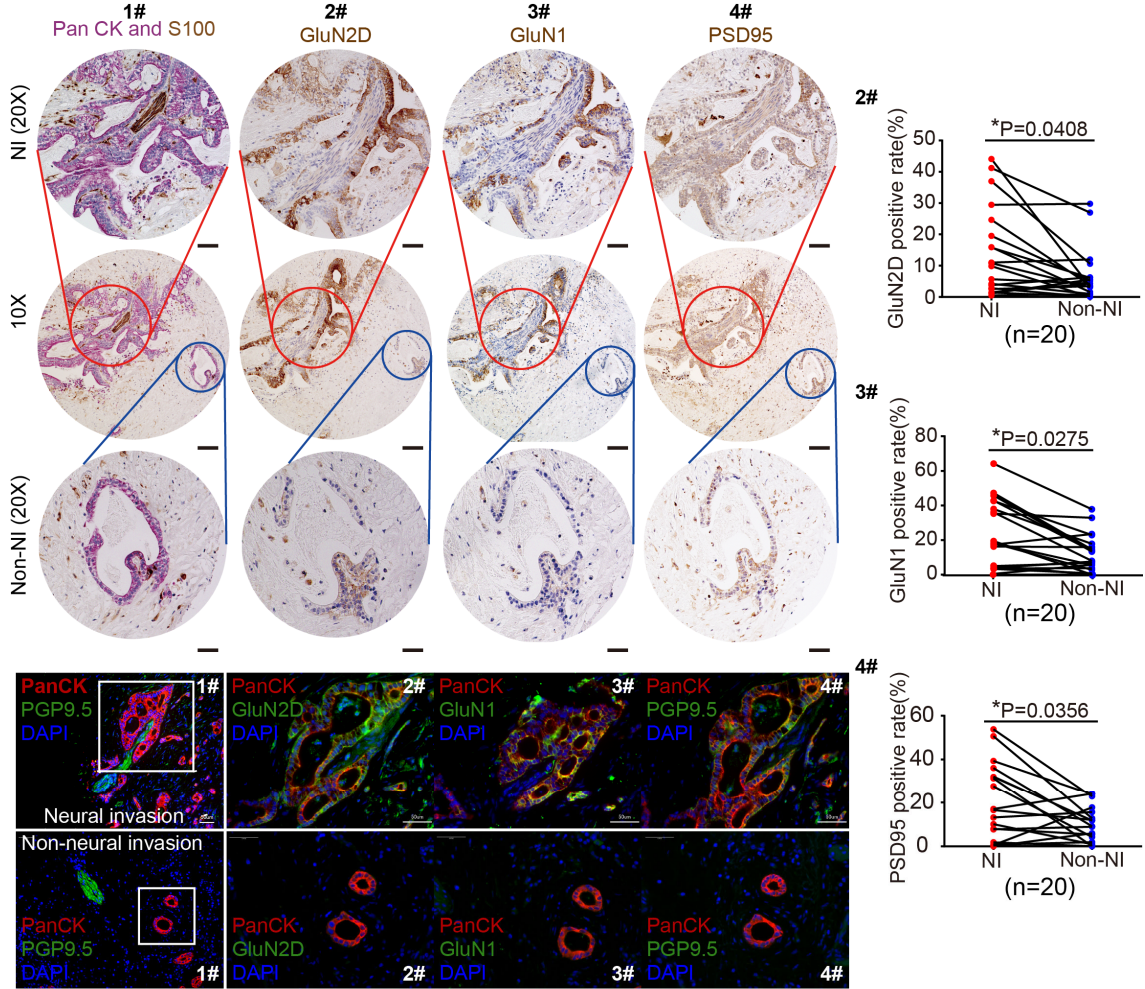 1#
2#
3#
4#
Pan CK and S100
GluN2D
GluN1
PSD95
NI (20X)
10X
Non-NI (20X)
2#
GluN2D positive rate(%)
50
40
30
20
10
0
*P=0.0408
NI
Non-NI
(n=20)
3#
GluN1 positive rate(%)
80
60
40
20
0
*P=0.0275
NI
Non-NI
(n=20)
4#
PSD95 positive rate(%)
60
40
20
0
*P=0.0356
NI
Non-NI
(n=20)
PanCK
PGP9.5
DAPI
1#
Neural invasion
50um
PanCK
GluN2D
DAPI
2#
50um
PanCK
GluN1
DAPI
3#
50um
PanCK
PGP9.5
DAPI
4#
50um
Non-neural invasion
PanCK
PGP9.5
DAPI
1#
PanCK
GluN2D
DAPI
2#
PanCK
GluN1
DAPI
3#
PanCK
PGP9.5
DAPI
4#